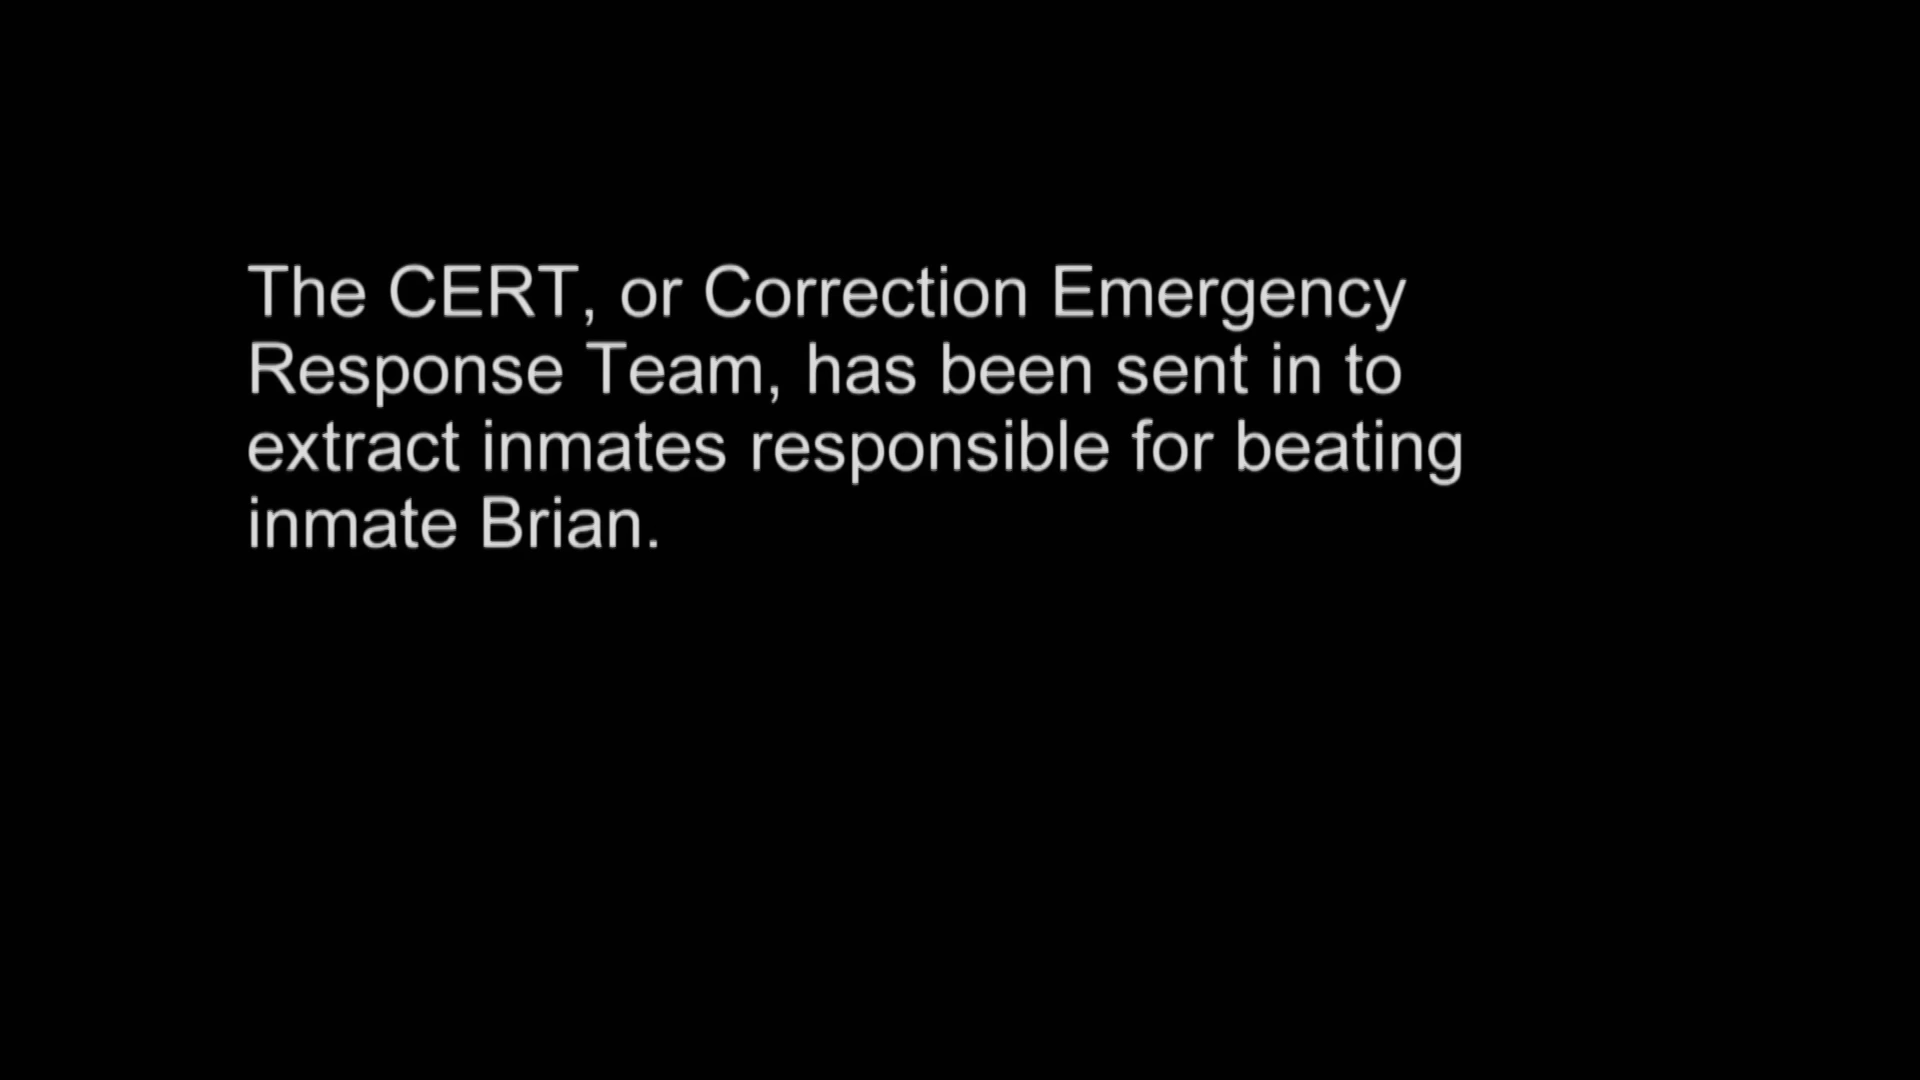 The CERT, or Correction Emergency
Response Team, has been sent in to
extract inmates responsible for beating
inmate Brian.